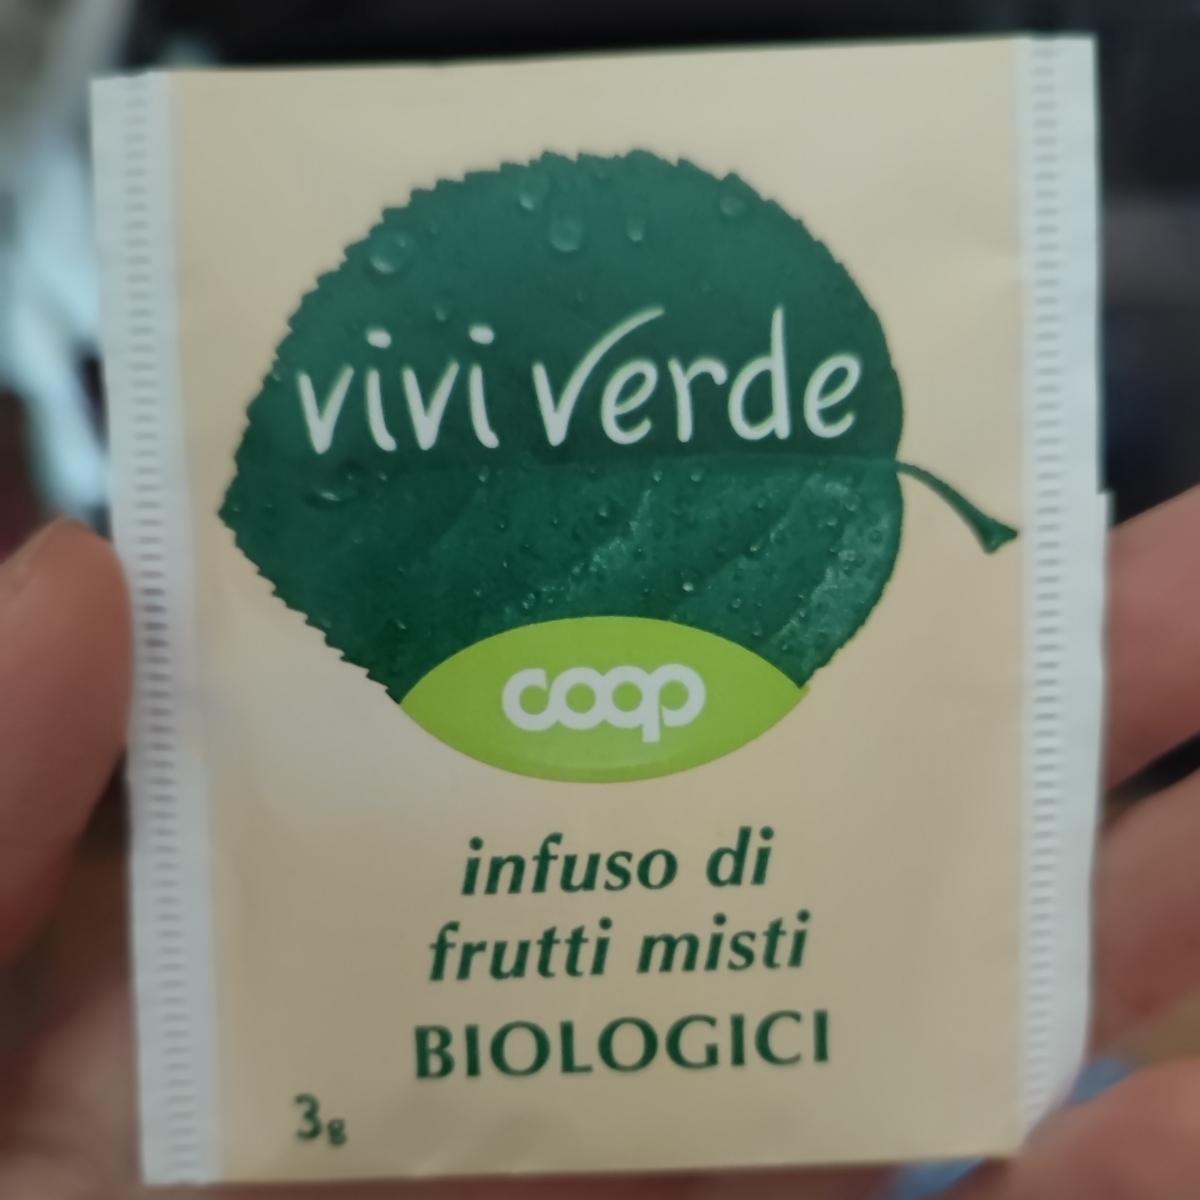 vivi verde
coop
infuso di
frutti misti
BIOLOGICI
3g